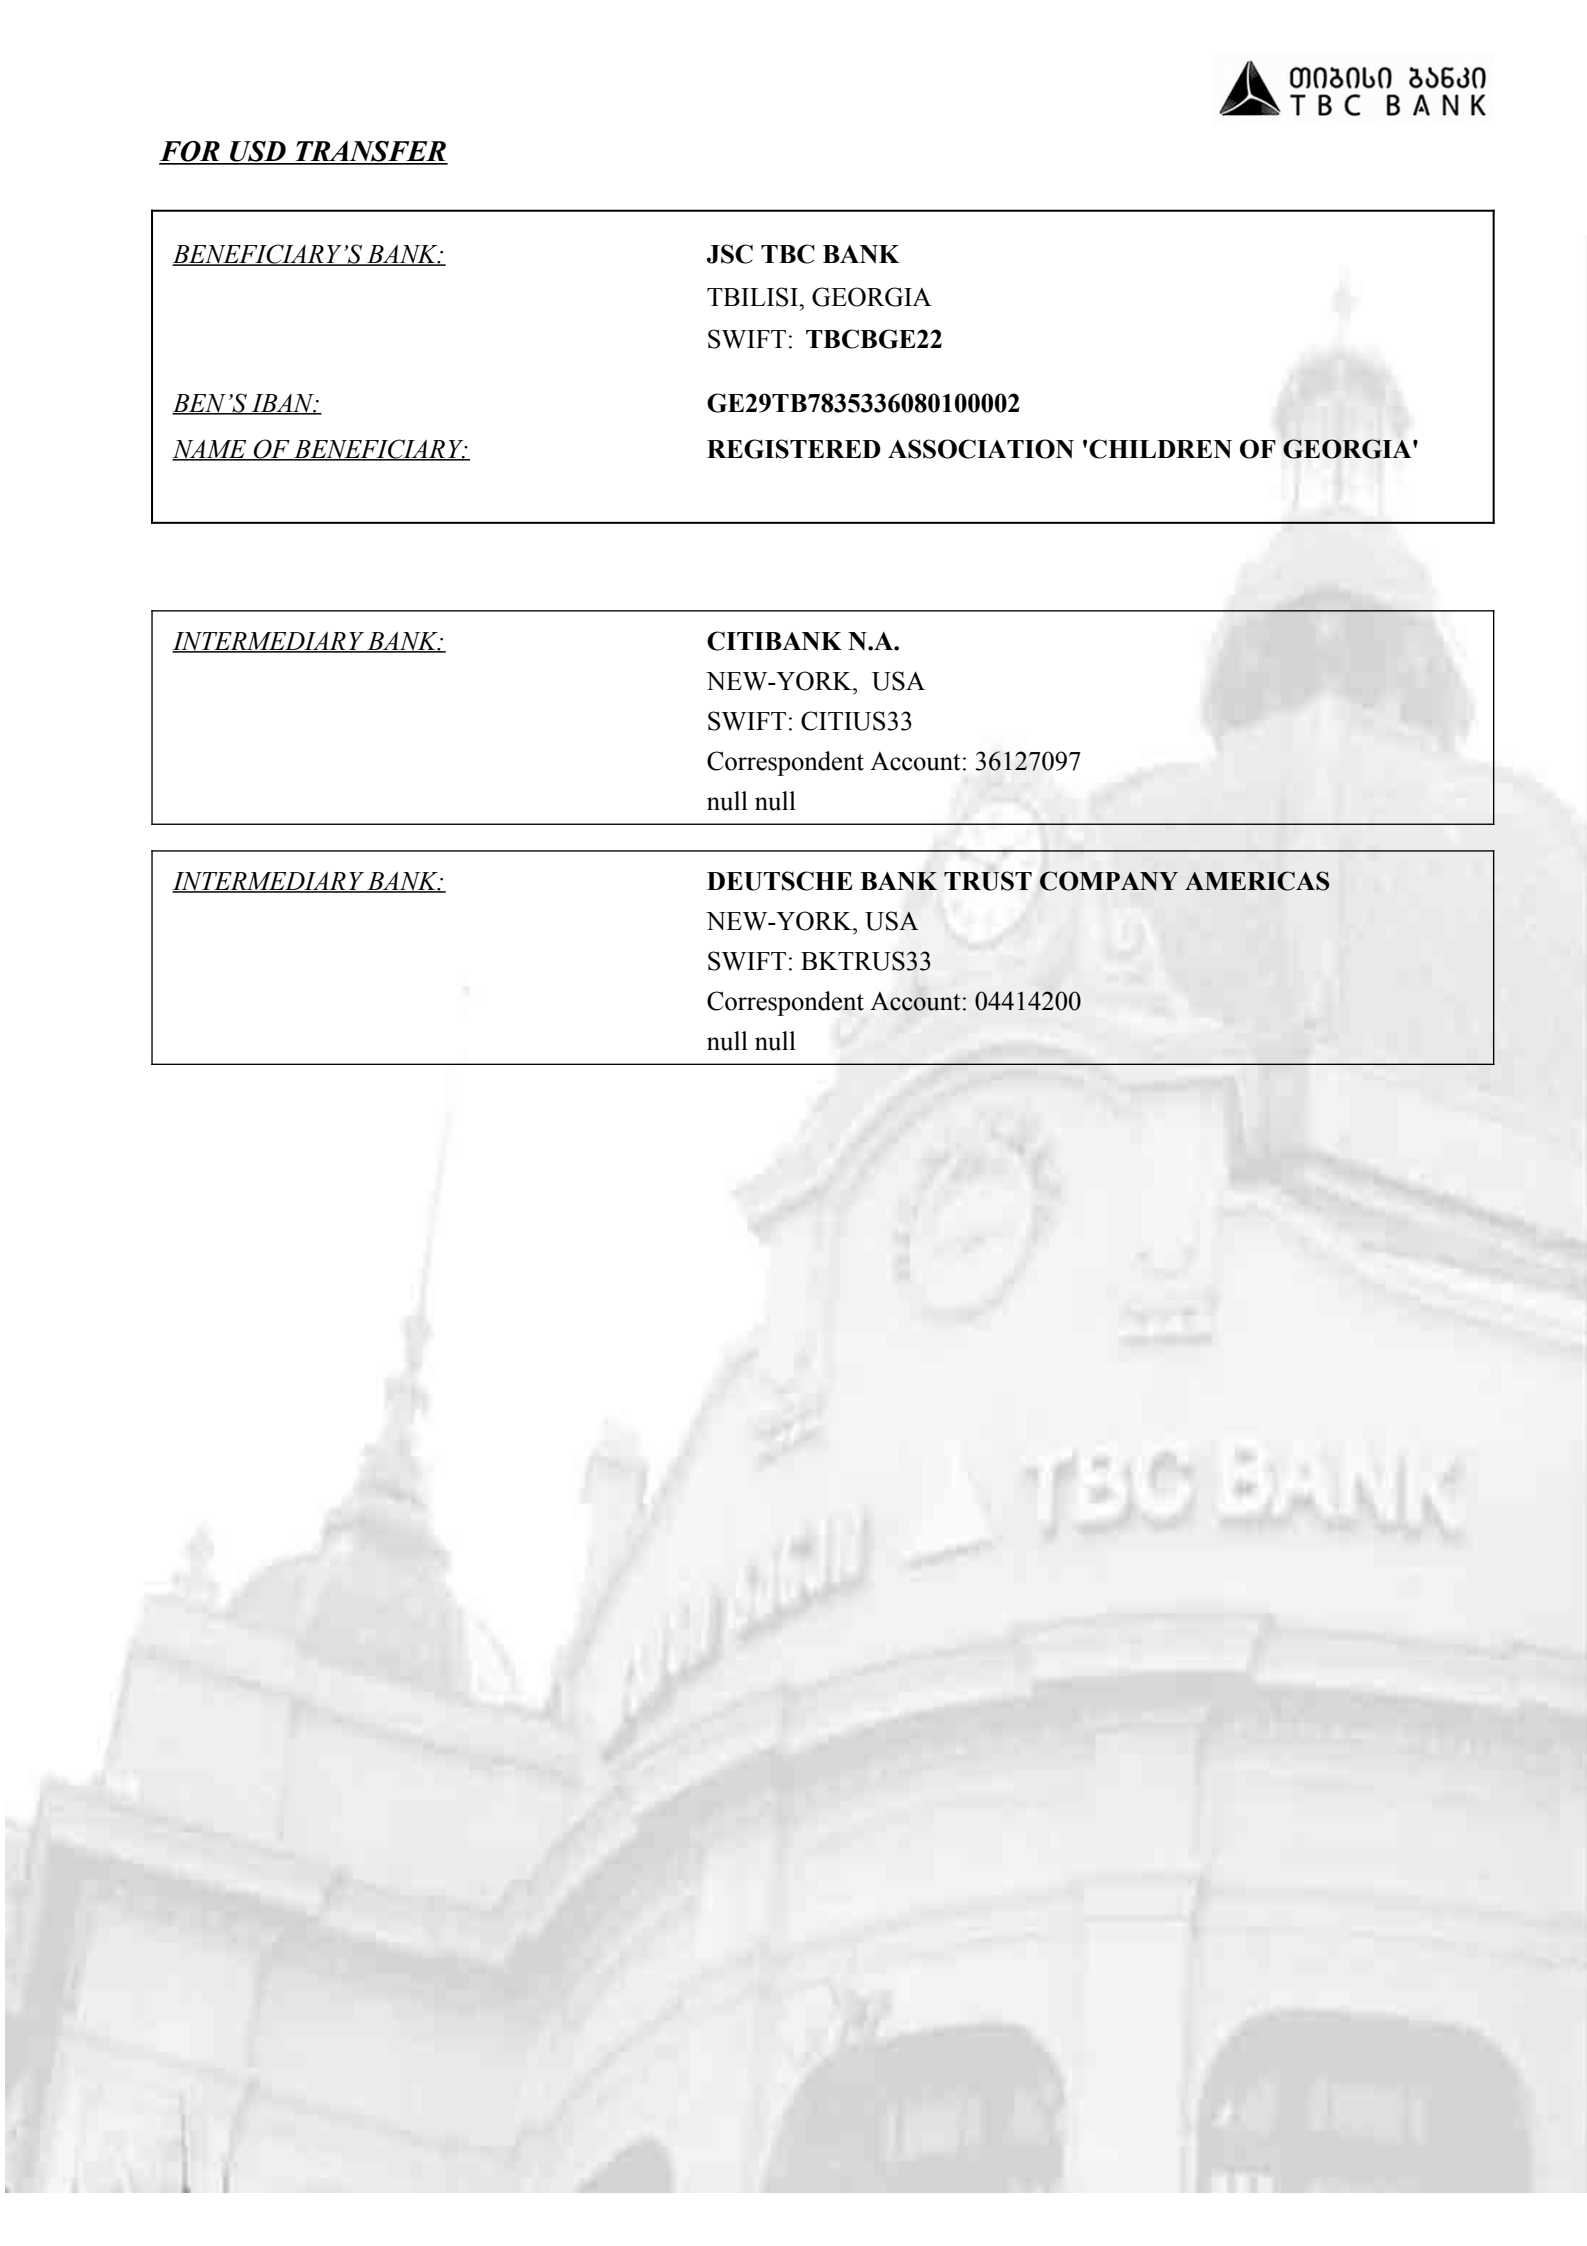 თიბისი ბანკი
TBC BANK
FOR USD TRANSFER
BENEFICIARY’S BANK: JSC TBC BANK
TBILISI, GEORGIA
SWIFT: TBCBGE22
BEN’S IBAN: GE29TB7835336080100002
NAME OF BENEFICIARY: REGISTERED ASSOCIATION 'CHILDREN OF GEORGIA'
INTERMEDIARY BANK: CITIBANK N.A.
NEW-YORK, USA
SWIFT: CITIUS33
Correspondent Account: 36127097
null null
INTERMEDIARY BANK: DEUTSCHE BANK TRUST COMPANY AMERICAS
NEW-YORK, USA
SWIFT: BKTRUS33
Correspondent Account: 04414200
null null
TBC BANK